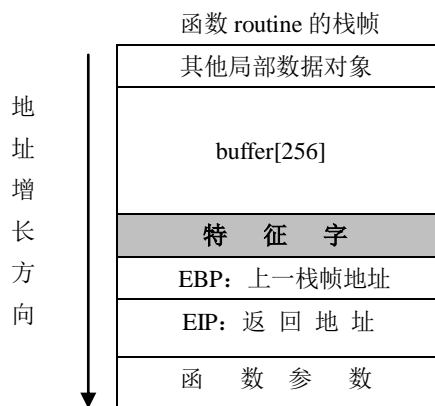 函数 routine 的栈帧
其他局部数据对象
buffer[256]
特 征 字
EBP：上一栈帧地址
EIP：返 回 地 址
函 数 参 数
地
址
增
长
方
向